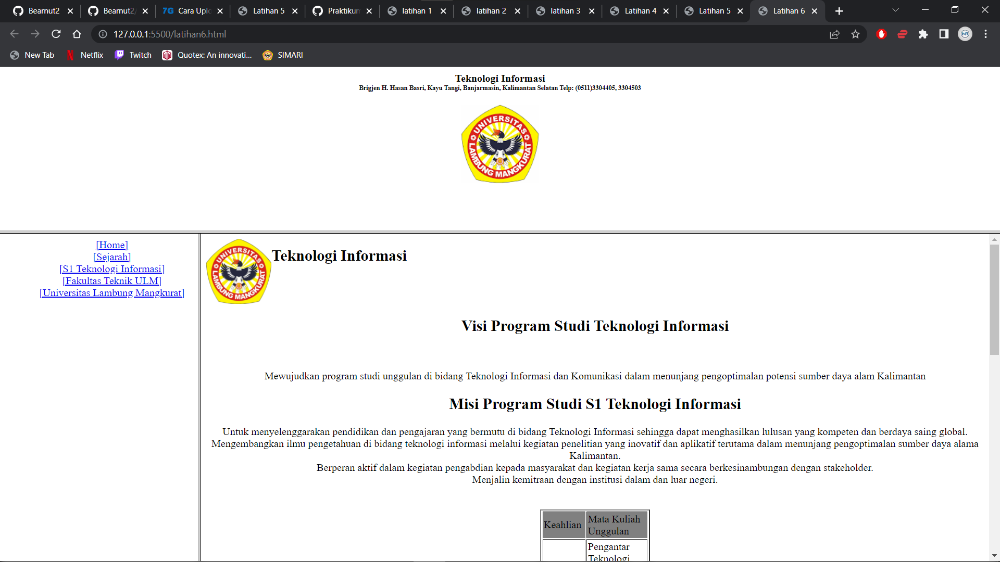 Bearnut2
Bearnut2/
Cara Uplo
Latihan 5
Praktikum
latihan 1
latihan 2
latihan 3
Latihan 4
Latihan 5
Latihan 6
127.0.0.1:5500/latihan6.html
New Tab
Netflix
Twitch
Quotex: An innovati...
SIMARI
Teknologi Informasi
Brigjen H. Hasan Basri, Kayu Tangi, Banjarmasin, Kalimantan Selatan Telp: (0511)3304405, 3304503
UNIVERSITAS
LAMBUNG MANGKURAT
[Home]
[Sejarah]
[S1 Teknologi Informasi]
[Fakultas Teknik ULM]
[Universitas Lambung Mangkurat]
UNIVERSITAS
LAMBUNG MANGKURAT
Teknologi Informasi
Visi Program Studi Teknologi Informasi
Mewujudkan program studi unggulan di bidang Teknologi Informasi dan Komunikasi dalam menunjang pengoptimalan potensi sumber daya alam Kalimantan
Misi Program Studi S1 Teknologi Informasi
Untuk menyelenggarakan pendidikan dan pengajaran yang bermutu di bidang Teknologi Informasi sehingga dapat menghasilkan lulusan yang kompeten dan berdaya saing global.
Mengembangkan ilmu pengetahuan di bidang teknologi informasi melalui kegiatan penelitian yang inovatif dan aplikatif terutama dalam menunjang pengoptimalan sumber daya alama
Kalimantan.
Berperan aktif dalam kegiatan pengabdian kepada masyarakat dan kegiatan kerja sama secara berkesinambungan dengan stakeholder.
Menjalin kemitraan dengan institusi dalam dan luar negeri.
Keahlian
Mata Kuliah
Unggulan
Pengantar
Teknologi